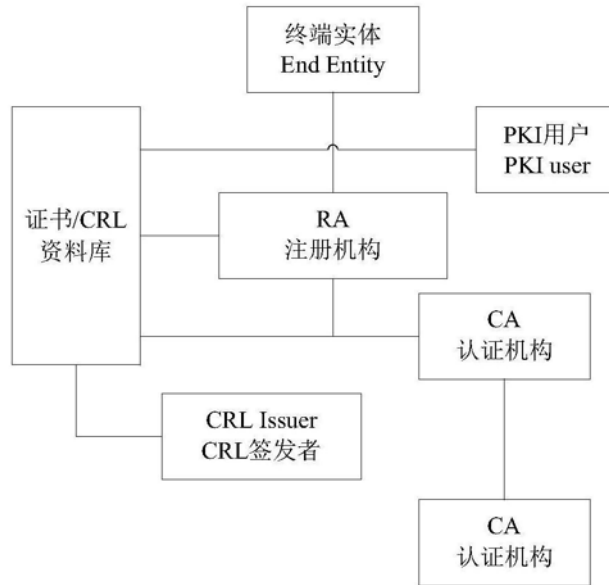 终端实体
End Entity
PKI用户
PKI user
证书/CRL
资料库
RA
注册机构
CA
认证机构
CRL Issuer
CRL签发者
CA
认证机构